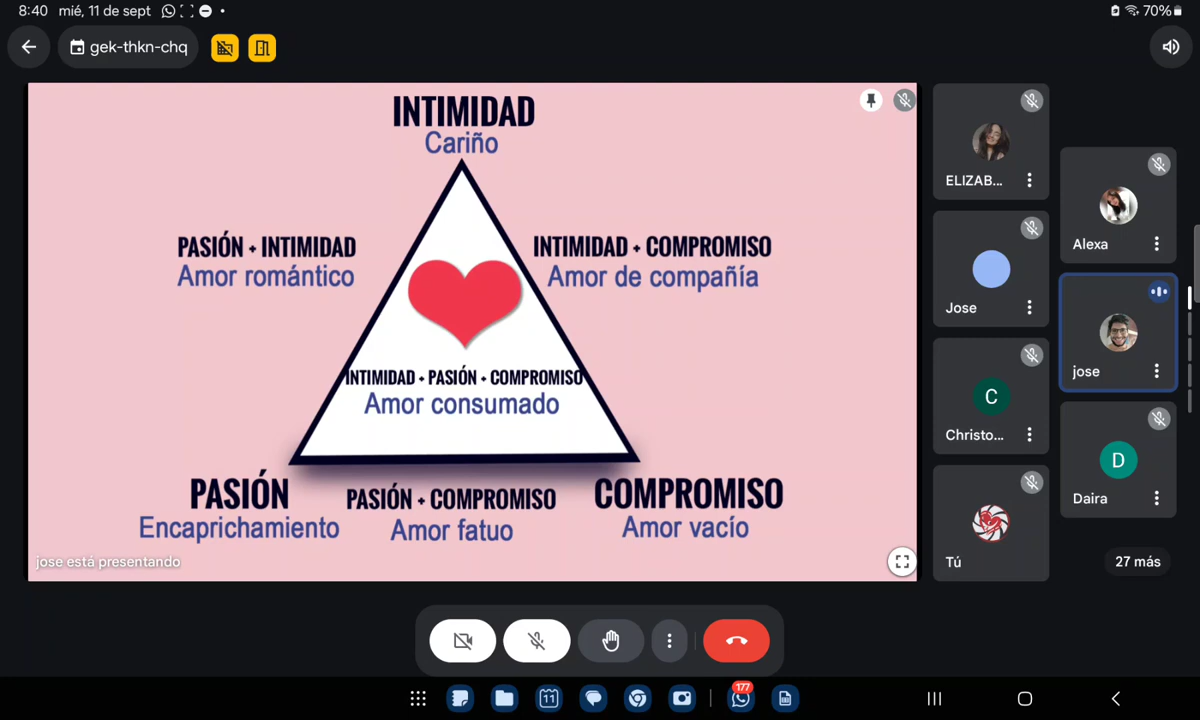 8:40 mié, 11 de sept
70%
gek-thkn-chq
INTIMIDAD
Cariño
PASIÓN + INTIMIDAD
Amor romántico
INTIMIDAD + COMPROMISO
Amor de compañía
INTIMIDAD + PASIÓN + COMPROMISO
Amor consumado
PASIÓN
Encaprichamiento
PASIÓN + COMPROMISO
Amor fatuo
COMPROMISO
Amor vacío
jose está presentando
ELIZAB...
Alexa
Jose
jose
C
Christo...
D
Daira
Tú
27 más
11
177